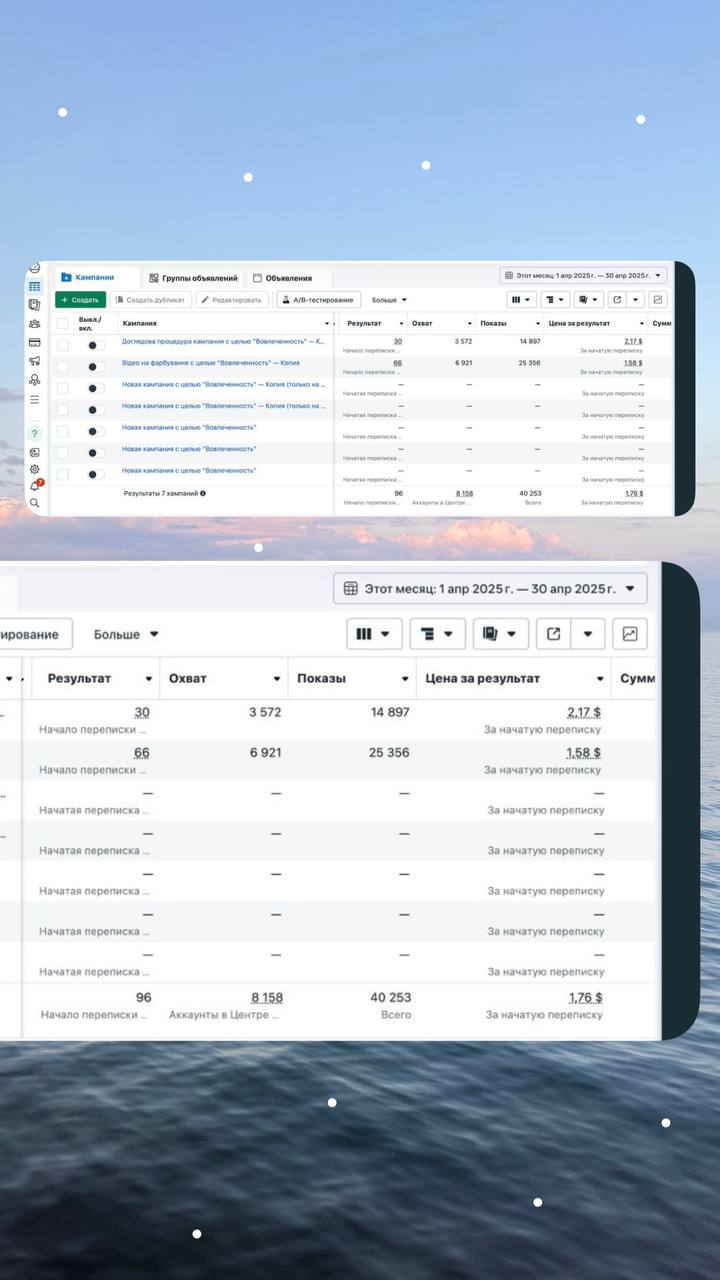 Кампании
Группы объявлений
Объявления
Этот месяц: 1 апр 2025 г. — 30 апр 2025 г.
+ Создать
Создать дубликат
Редактировать
A/B-тестирование
Больше
Выкл./вкл.
Кампания
Результат
Охват
Показы
Цена за результат
Сумм
Доглядова процедура кампания с целью "Вовлеченность" — К...
30
3 572
14 897
2,17 $
Начало переписки ...
За начатую переписку
Відео на фарбування с целью "Вовлеченность" — Копия
66
6 921
25 356
1,58 $
Начало переписки ...
За начатую переписку
Новая кампания с целью "Вовлеченность" — Копия (только на ...
—
—
—
—
Начатая переписка ...
За начатую переписку
Новая кампания с целью "Вовлеченность" — Копия (только на ...
—
—
—
—
Начатая переписка ...
За начатую переписку
Новая кампания с целью "Вовлеченность"
—
—
—
—
Начатая переписка ...
За начатую переписку
Новая кампания с целью "Вовлеченность"
—
—
—
—
Начатая переписка ...
За начатую переписку
Новая кампания с целью "Вовлеченность"
—
—
—
—
Начатая переписка ...
За начатую переписку
?
7
Результаты 7 кампаний
96
8 158
40 253
1,76 $
Начало переписки ...
Аккаунты в Центре ...
Всего
За начатую переписку
Этот месяц: 1 апр 2025 г. — 30 апр 2025 г.
ирование
Больше
Результат
Охват
Показы
Цена за результат
Сумм
30
3 572
14 897
2,17 $
Начало переписки ...
За начатую переписку
66
6 921
25 356
1,58 $
Начало переписки ...
За начатую переписку
—
—
—
—
Начатая переписка ...
За начатую переписку
—
—
—
—
Начатая переписка ...
За начатую переписку
—
—
—
—
Начатая переписка ...
За начатую переписку
—
—
—
—
Начатая переписка ...
За начатую переписку
—
—
—
—
Начатая переписка ...
За начатую переписку
96
8 158
40 253
1,76 $
Начало переписки ...
Аккаунты в Центре ...
Всего
За начатую переписку